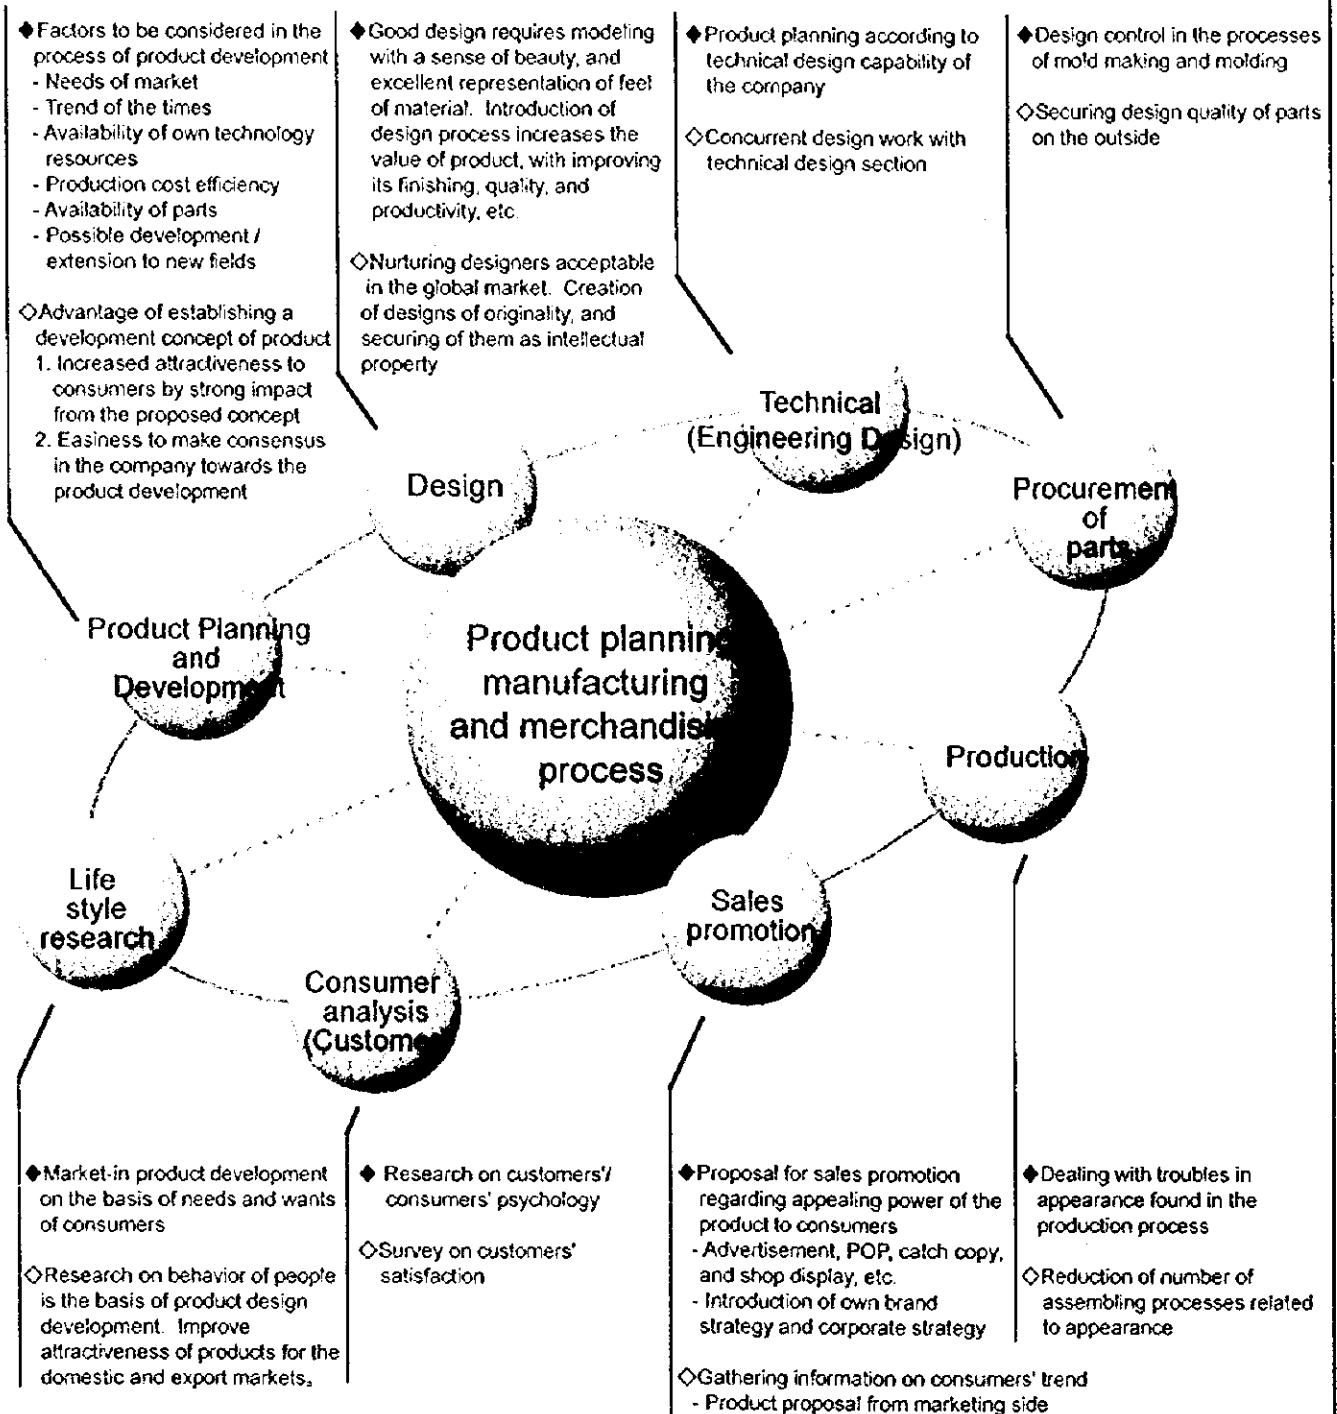 ◆Factors to be considered in the
process of product development
- Needs of market
- Trend of the times
- Availability of own technology
resources
- Production cost efficiency
- Availability of parts
- Possible development /
extension to new fields
◇Advantage of establishing a
development concept of product
1. Increased attractiveness to
consumers by strong impact
from the proposed concept
2. Easiness to make consensus
in the company towards the
product development
◆Good design requires modeling
with a sense of beauty, and
excellent representation of feel
of material. Introduction of
design process increases the
value of product, with improving
its finishing, quality, and
productivity, etc.
◇Nurturing designers acceptable
in the global market. Creation
of designs of originality, and
securing of them as intellectual
property
◆Product planning according to
technical design capability of
the company
◇Concurrent design work with
technical design section
◆Design control in the processes
of mold making and molding
◇Securing design quality of parts
on the outside
Technical
(Engineering Design)
Design
Procurement
of
parts
Product Planning
and
Development
Product planning
manufacturing
and merchandising
process
Production
Life
style
research
Sales
promotion
Consumer
analysis
(Customer
◆Market-in product development
on the basis of needs and wants
of consumers
◇Research on behavior of people
is the basis of product design
development. Improve
attractiveness of products for the
domestic and export markets.
◆ Research on customers'/
consumers' psychology
◇Survey on customers'
satisfaction
◆Proposal for sales promotion
regarding appealing power of the
product to consumers
- Advertisement, POP, catch copy,
and shop display, etc.
- Introduction of own brand
strategy and corporate strategy
◇Gathering information on consumers' trend
- Product proposal from marketing side
◆Dealing with troubles in
appearance found in the
production process
◇Reduction of number of
assembling processes related
to appearance